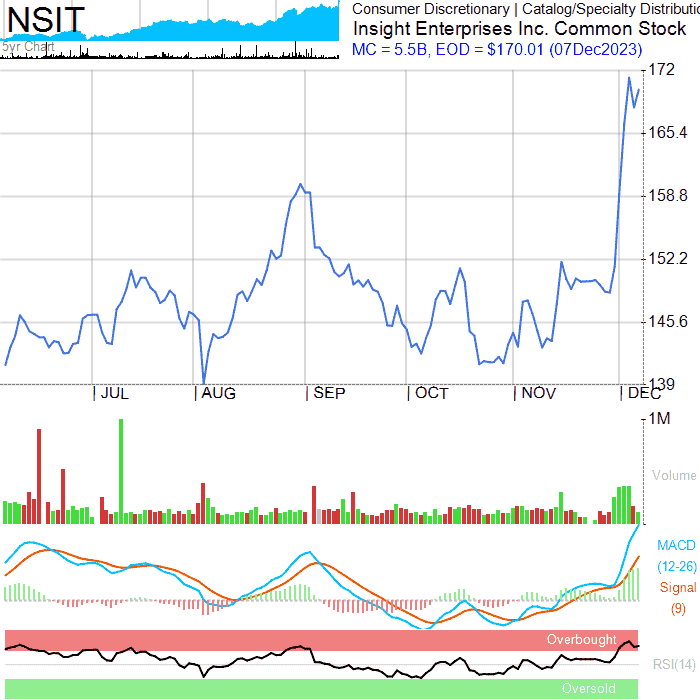 NSIT
5yr Chart
Consumer Discretionary | Catalog/Specialty Distributio
Insight Enterprises Inc. Common Stock
MC = 5.5B, EOD = $170.01 (07Dec2023)
172
165.4
158.8
152.2
145.6
139
| JUL | AUG | SEP | OCT | NOV | DEC
1M
Volume
MACD
(12-26)
Signal
(9)
Overbought
RSI(14)
Oversold